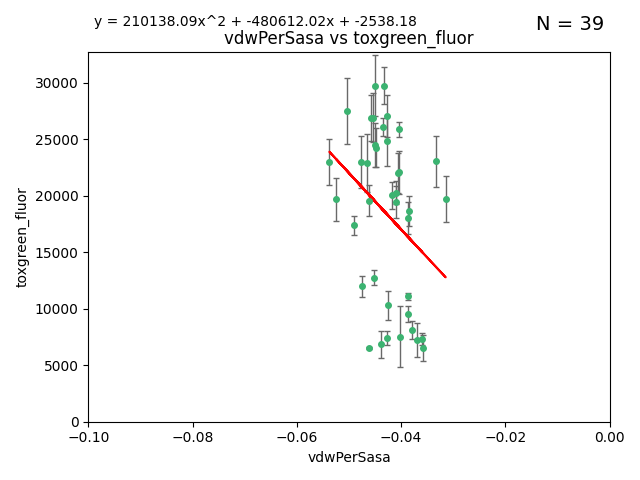 y = 210138.09x^2 + -480612.02x + -2538.18
N = 39
vdwPerSasa vs toxgreen_fluor
toxgreen_fluor
30000
25000
20000
15000
10000
5000
0
−0.10 −0.08 −0.06 −0.04 −0.02 0.00
vdwPerSasa